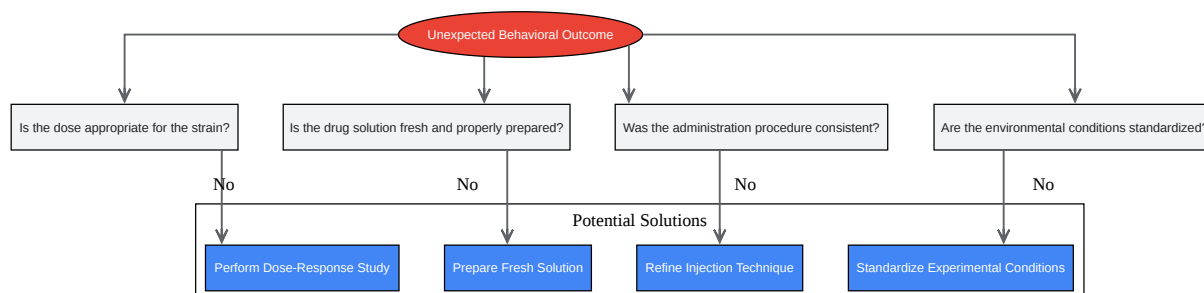 Unexpected Behavioral Outcome
Is the dose appropriate for the strain?
Is the drug solution fresh and properly prepared?
Was the administration procedure consistent?
Are the environmental conditions standardized?
No
No
No
No
Potential Solutions
Perform Dose-Response Study
Prepare Fresh Solution
Refine Injection Technique
Standardize Experimental Conditions